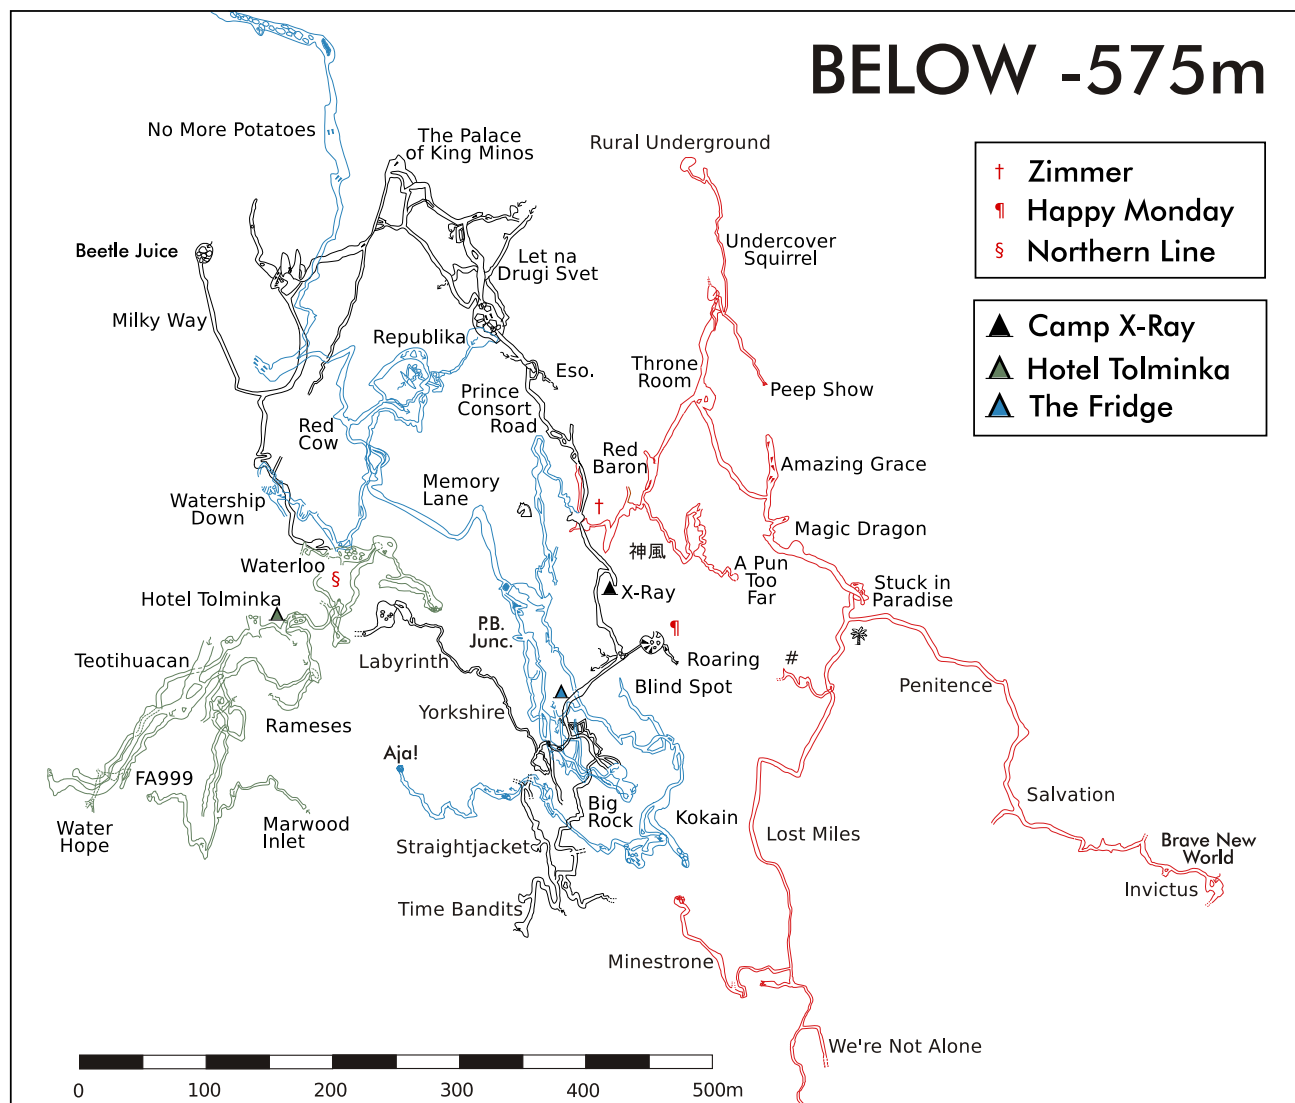 BELOW -575m
No More Potatoes
The Palace
of King Minos
Rural Underground
† Zimmer
¶ Happy Monday
§ Northern Line
Beetle Juice
Let na
Drugi Svet
Undercover
Squirrel
Milky Way
Republika
Camp X-Ray
Hotel Tolminka
The Fridge
Eso.
Throne
Room
Peep Show
Prince
Consort
Road
Red
Cow
Red
Baron
Amazing Grace
Memory
Lane
Watership
Down
†
Magic Dragon
神風
Waterloo
§
A Pun
Too
Far
Stuck in
Paradise
Hotel Tolminka
X-Ray
P.B.
Junc.
¶
Teotihuacan
Labyrinth
Roaring
#
Blind Spot
Penitence
Rameses
Yorkshire
Aja!
FA999
Water
Hope
Marwood
Inlet
Big
Rock
Kokain
Salvation
Lost Miles
Straightjacket
Brave New
World
Invictus
Time Bandits
Minestrone
We're Not Alone
0 100 200 300 400 500m